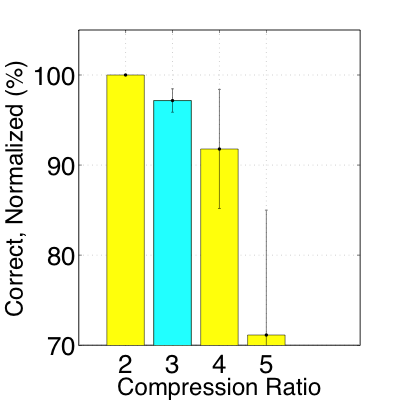 Correct, Normalized (%)
100
90
80
70
2 3 4 5
Compression Ratio